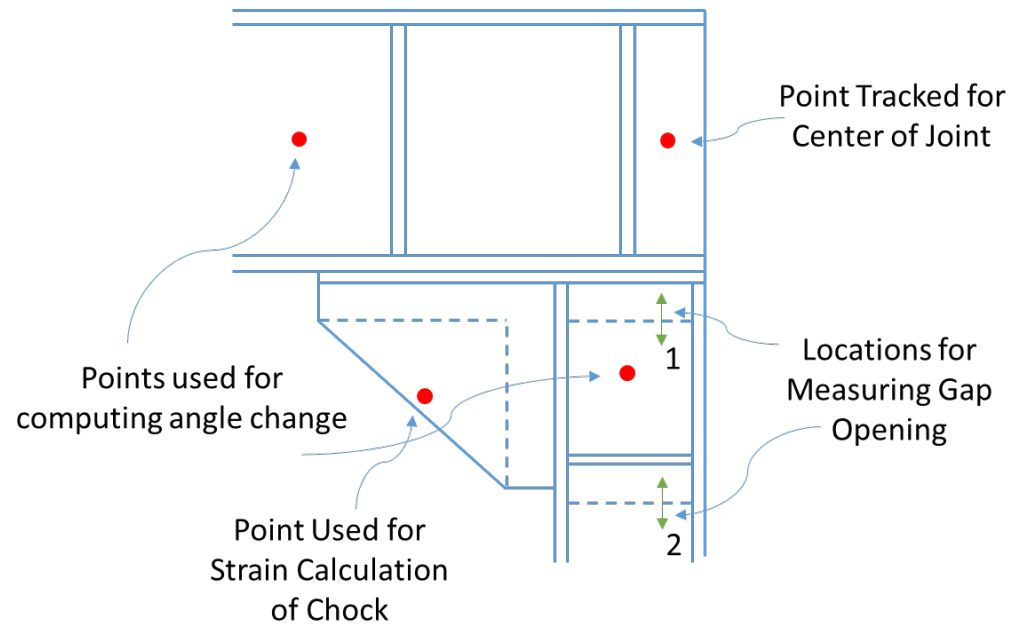 Point Tracked for
Center of Joint
1
Locations for
Measuring Gap
Opening
Points used for
computing angle change
2
Point Used for
Strain Calculation
of Chock